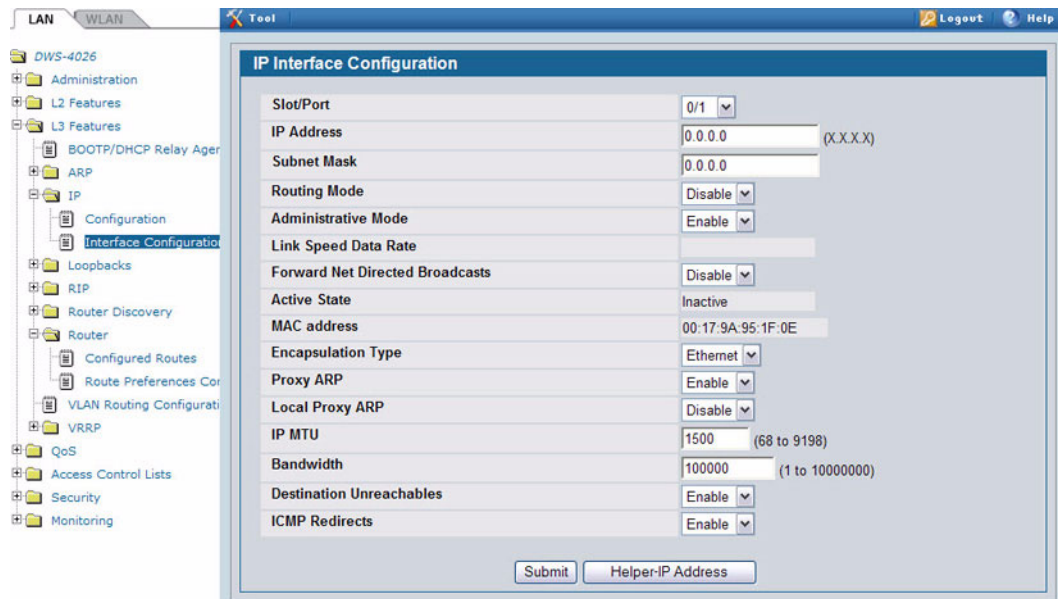 LAN WLAN
Tool Logout Help
DWS-4026
Administration
L2 Features
L3 Features
BOOTP/DHCP Relay Agen
ARP
IP
Configuration
Interface Configuration
Loopbacks
RIP
Router Discovery
Router
Configured Routes
Route Preferences Con
VLAN Routing Configurati
VRRP
QoS
Access Control Lists
Security
Monitoring
IP Interface Configuration
Slot/Port 0/1
IP Address 0.0.0.0 (X.X.X.X)
Subnet Mask 0.0.0.0
Routing Mode Disable
Administrative Mode Enable
Link Speed Data Rate
Forward Net Directed Broadcasts Disable
Active State Inactive
MAC address 00:17:9A:95:1F:0E
Encapsulation Type Ethernet
Proxy ARP Enable
Local Proxy ARP Disable
IP MTU 1500 (68 to 9198)
Bandwidth 100000 (1 to 10000000)
Destination Unreachables Enable
ICMP Redirects Enable
Submit Helper-IP Address